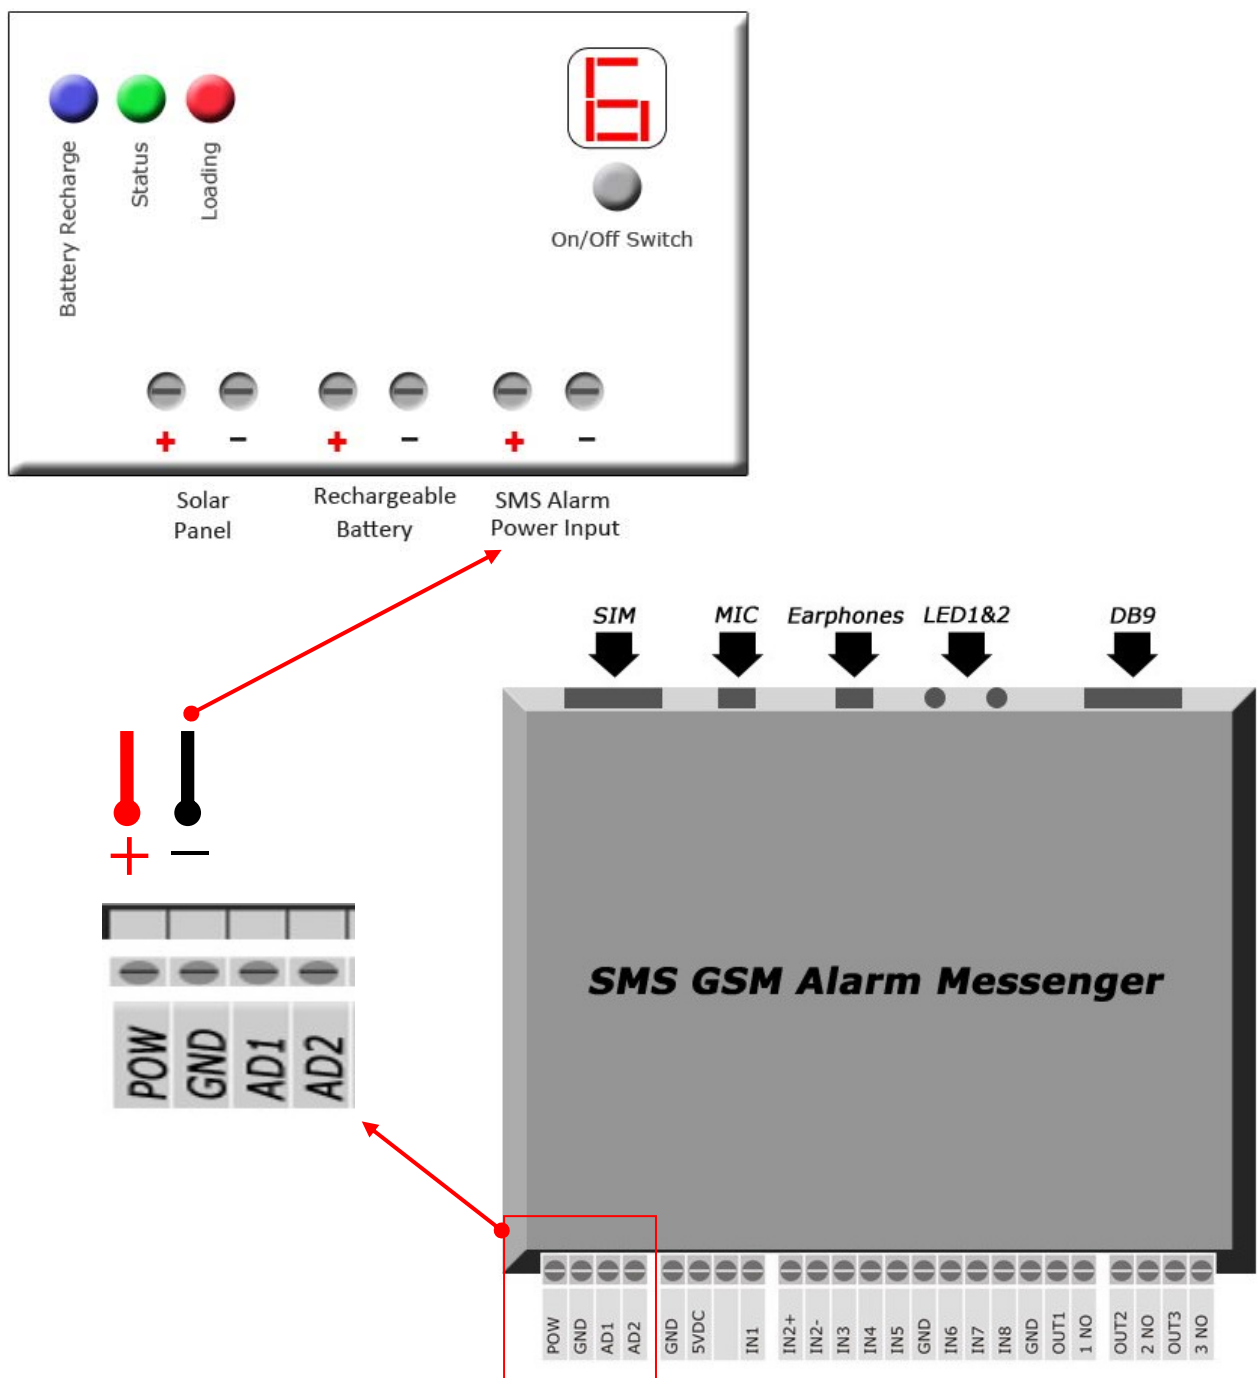 6
Battery Recharge
Status
Loading
On/Off Switch
+ - + - + -
Solar
Panel
Rechargeable
Battery
SMS Alarm
Power Input
SIM MIC Earphones LED1&2 DB9
+ —
POW GND AD1 AD2
SMS GSM Alarm Messenger
POW GND AD1 AD2 GND 5VDC IN1 IN2+ IN2- IN3 IN4 IN5 GND IN6 IN7 IN8 GND OUT1 1 NO OUT2 2 NO OUT3 3 NO